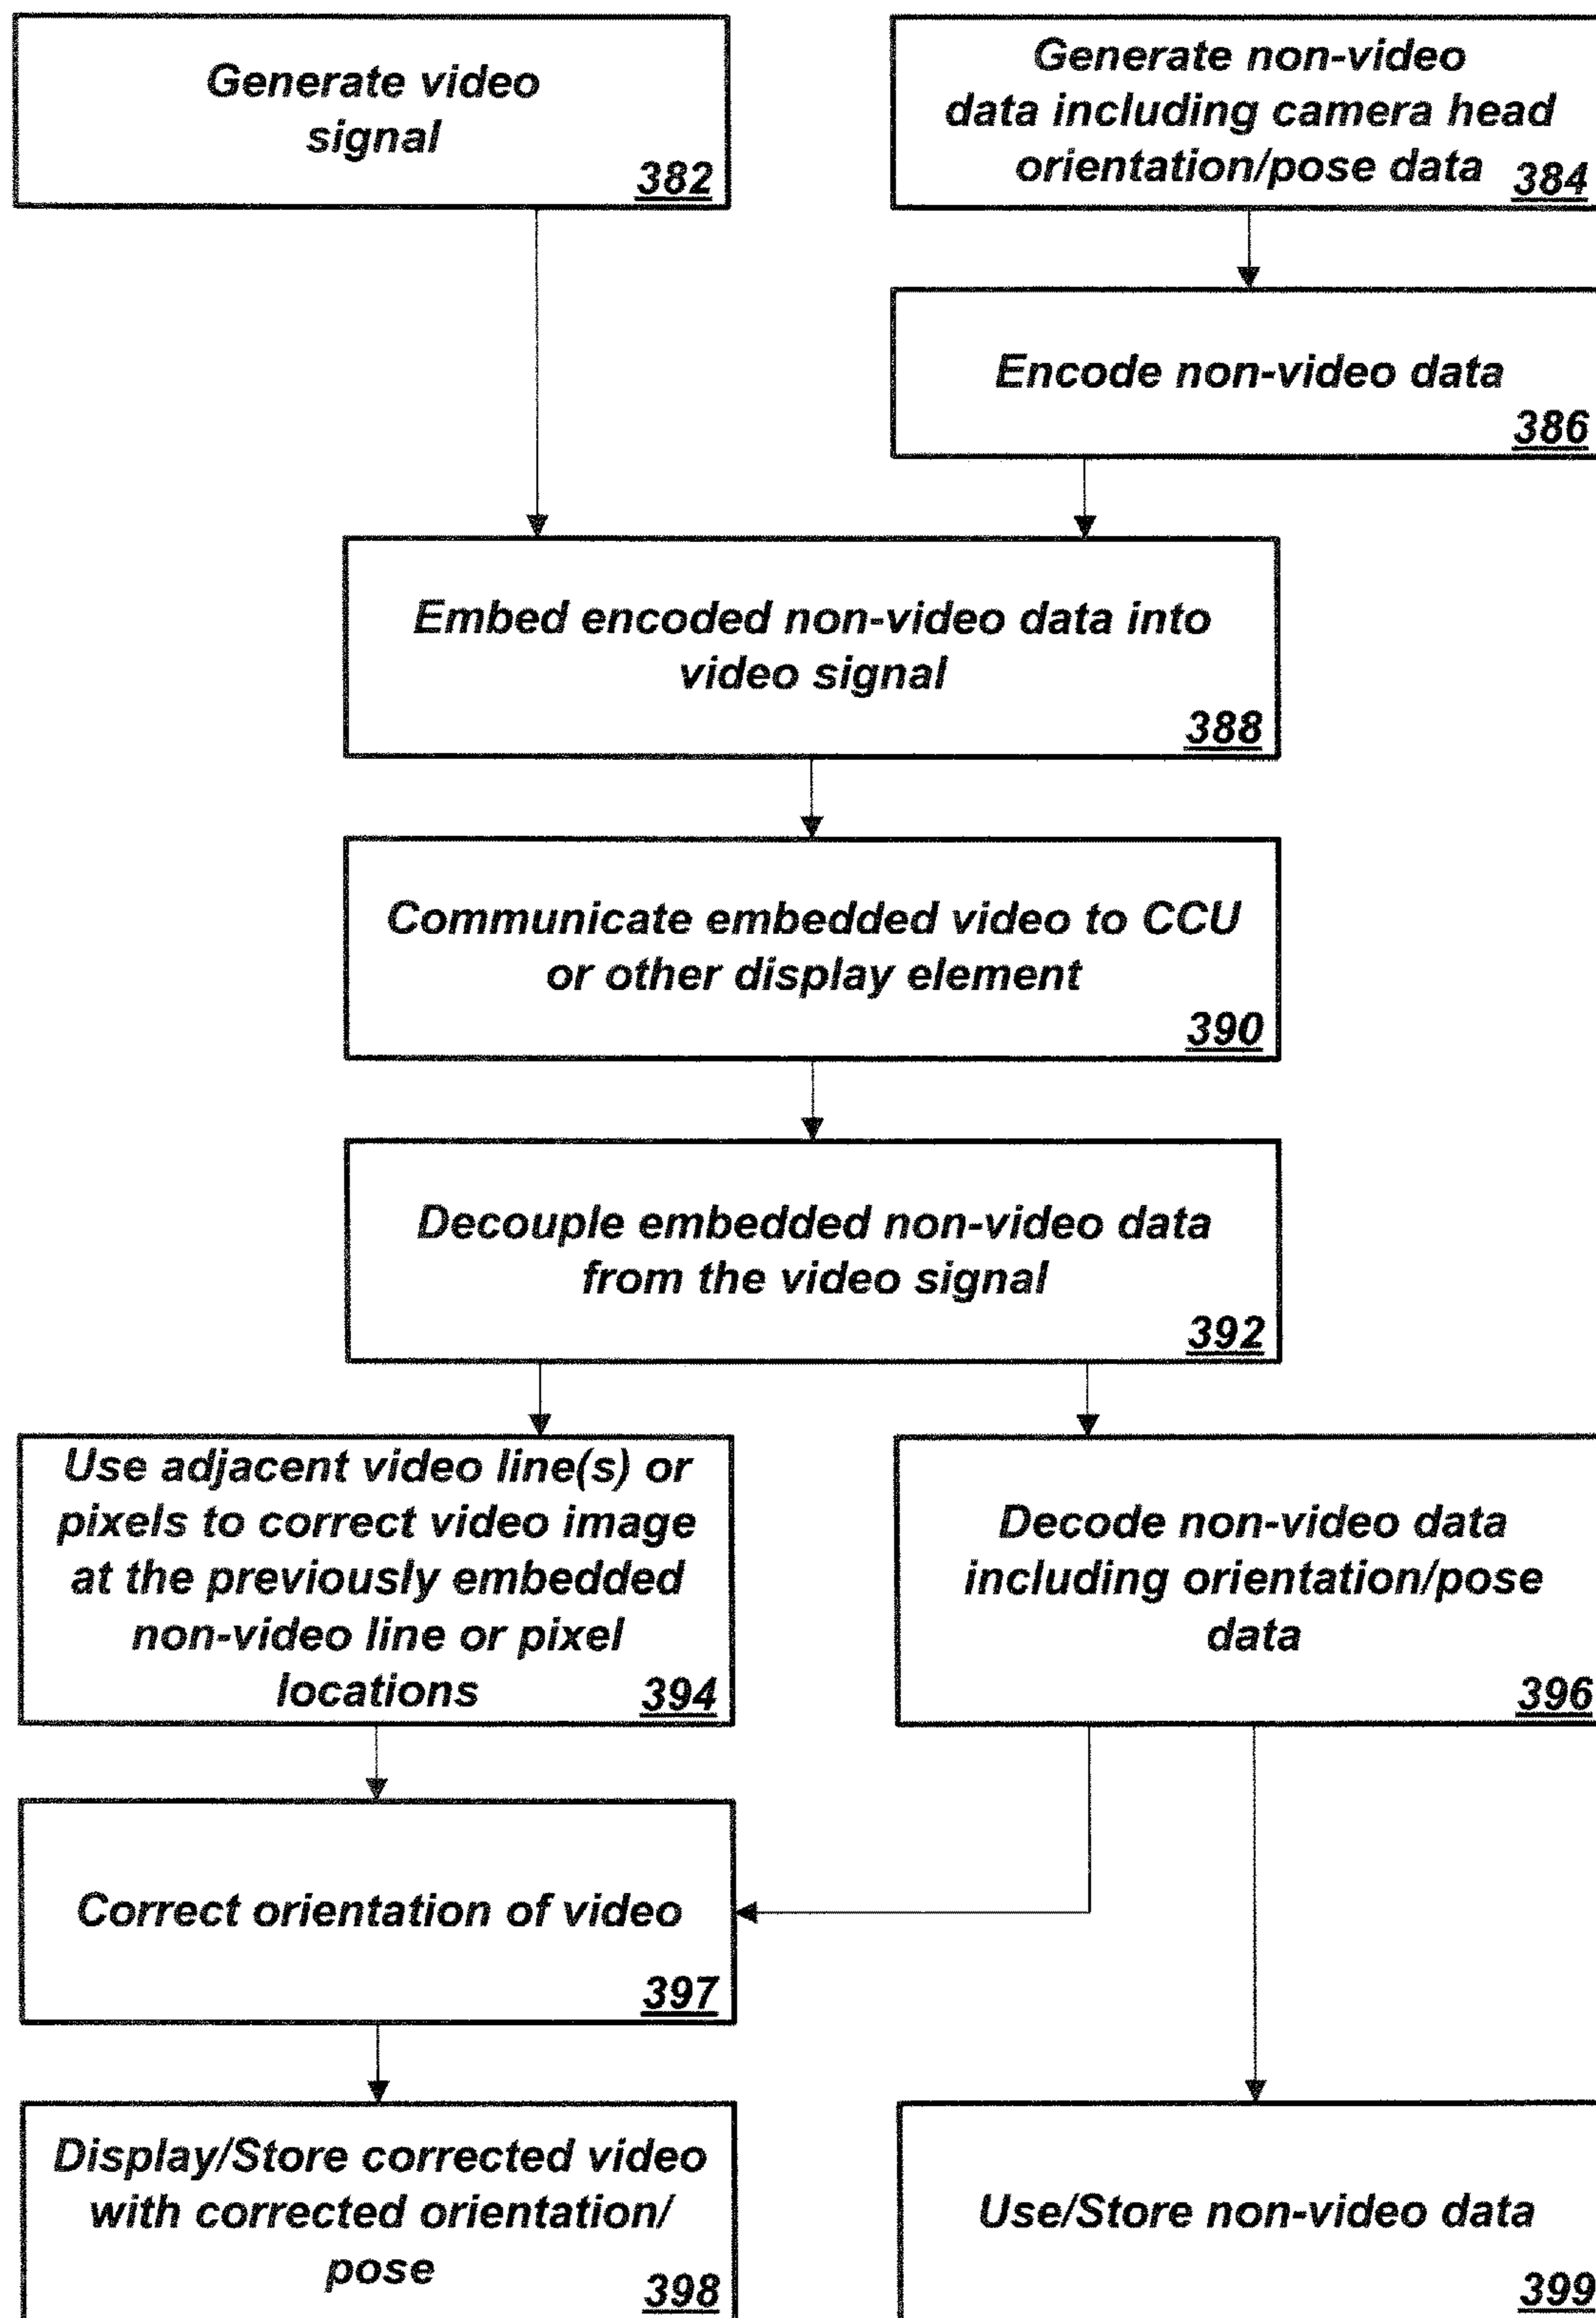 Generate video
signal
382
Generate non-video
data including camera head
orientation/pose data 384
Encode non-video data
386
Embed encoded non-video data into
video signal
388
Communicate embedded video to CCU
or other display element
390
Decouple embedded non-video data
from the video signal
392
Use adjacent video line(s) or
pixels to correct video image
at the previously embedded
non-video line or pixel
locations 394
Decode non-video data
including orientation/pose
data
396
Correct orientation of video
397
Display/Store corrected video
with corrected orientation/
pose
398
Use/Store non-video data
399